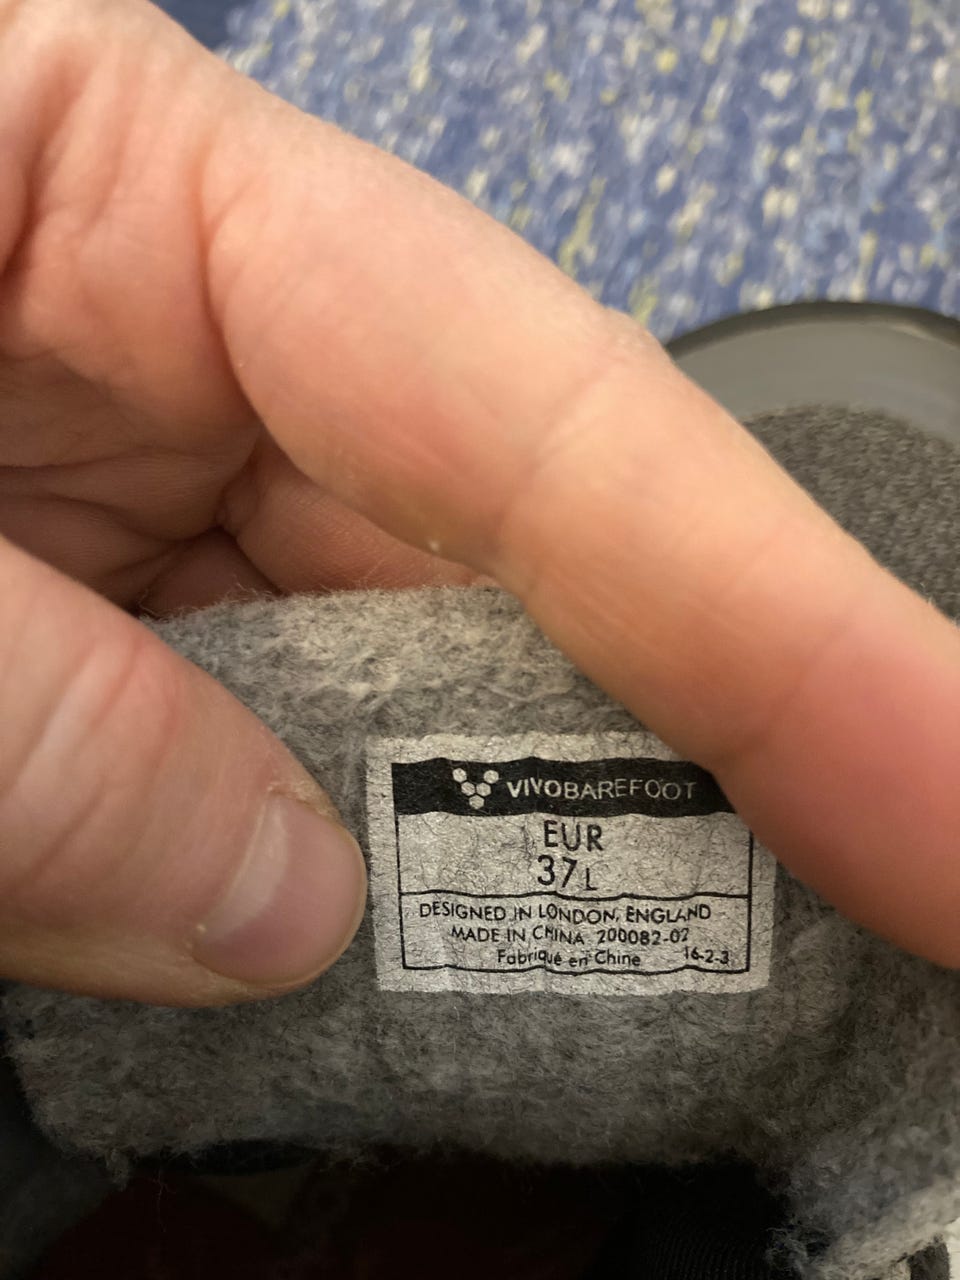 VIVOBAREFOOT
EUR
37 L
DESIGNED IN LONDON, ENGLAND
MADE IN CHINA 200082-02
Fabriqué en Chine 16-2-3